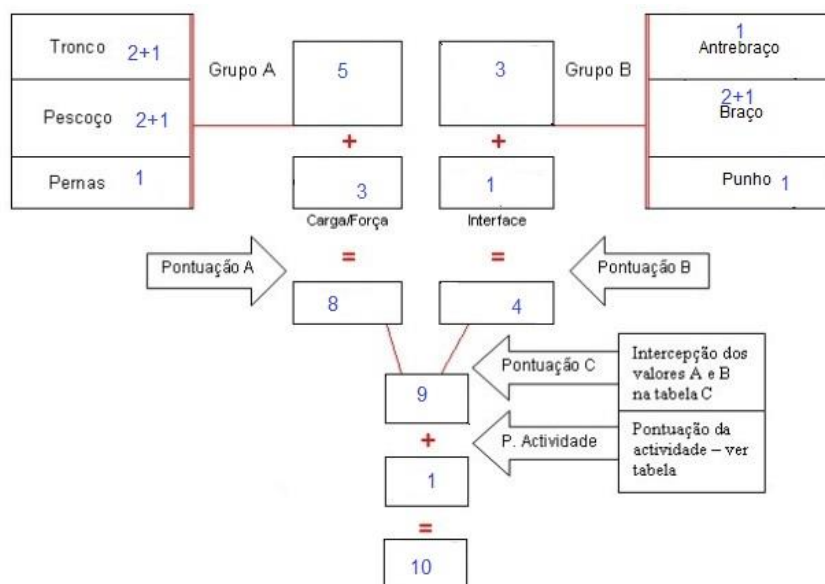 Tronco 2+1
Grupo A
5
3
Grupo B
1
Antrebraço
Pescoço 2+1
2+1
Braço
+
+
Pernas 1
3
1
Punho 1
Carga/Força
Interface
Pontuação A
=
=
Pontuação B
8
4
Pontuação C
Intercepção dos
valores A e B
na tabela C
9
+
P. Actividade
Pontuação da
actividade – ver
tabela
1
=
10